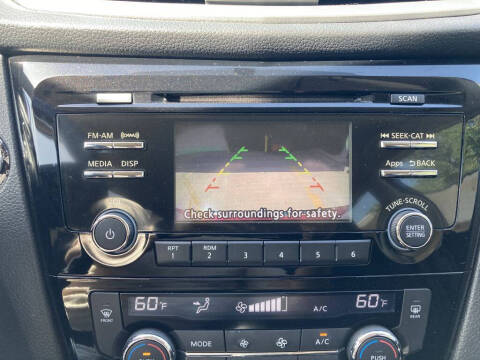 SCAN
FM-AM
SEEK-CAT
MEDIA DISP
Apps BACK
Check surroundings for safety.
TUNE·SCROLL
ENTER
SETTING
RPT RDM
1 2 3 4 5 6
60°F A/C 60°F
FRONT REAR
MODE A/C
PUSH